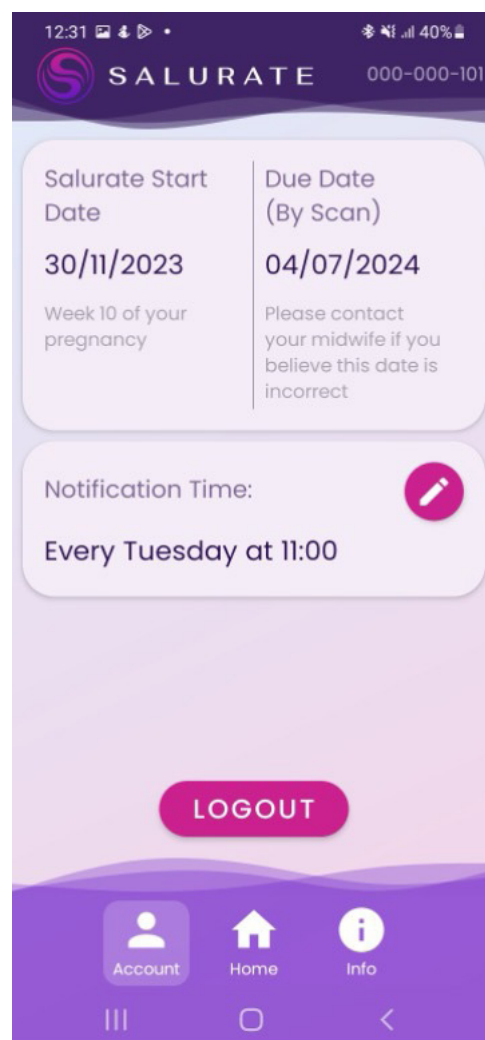 12:31
40%
SALURATE
000-000-101
Salurate Start
Date
30/11/2023
Week 10 of your
pregnancy
Due Date
(By Scan)
04/07/2024
Please contact
your midwife if you
believe this date is
incorrect
Notification Time:
Every Tuesday at 11:00
LOGOUT
Account
Home
Info